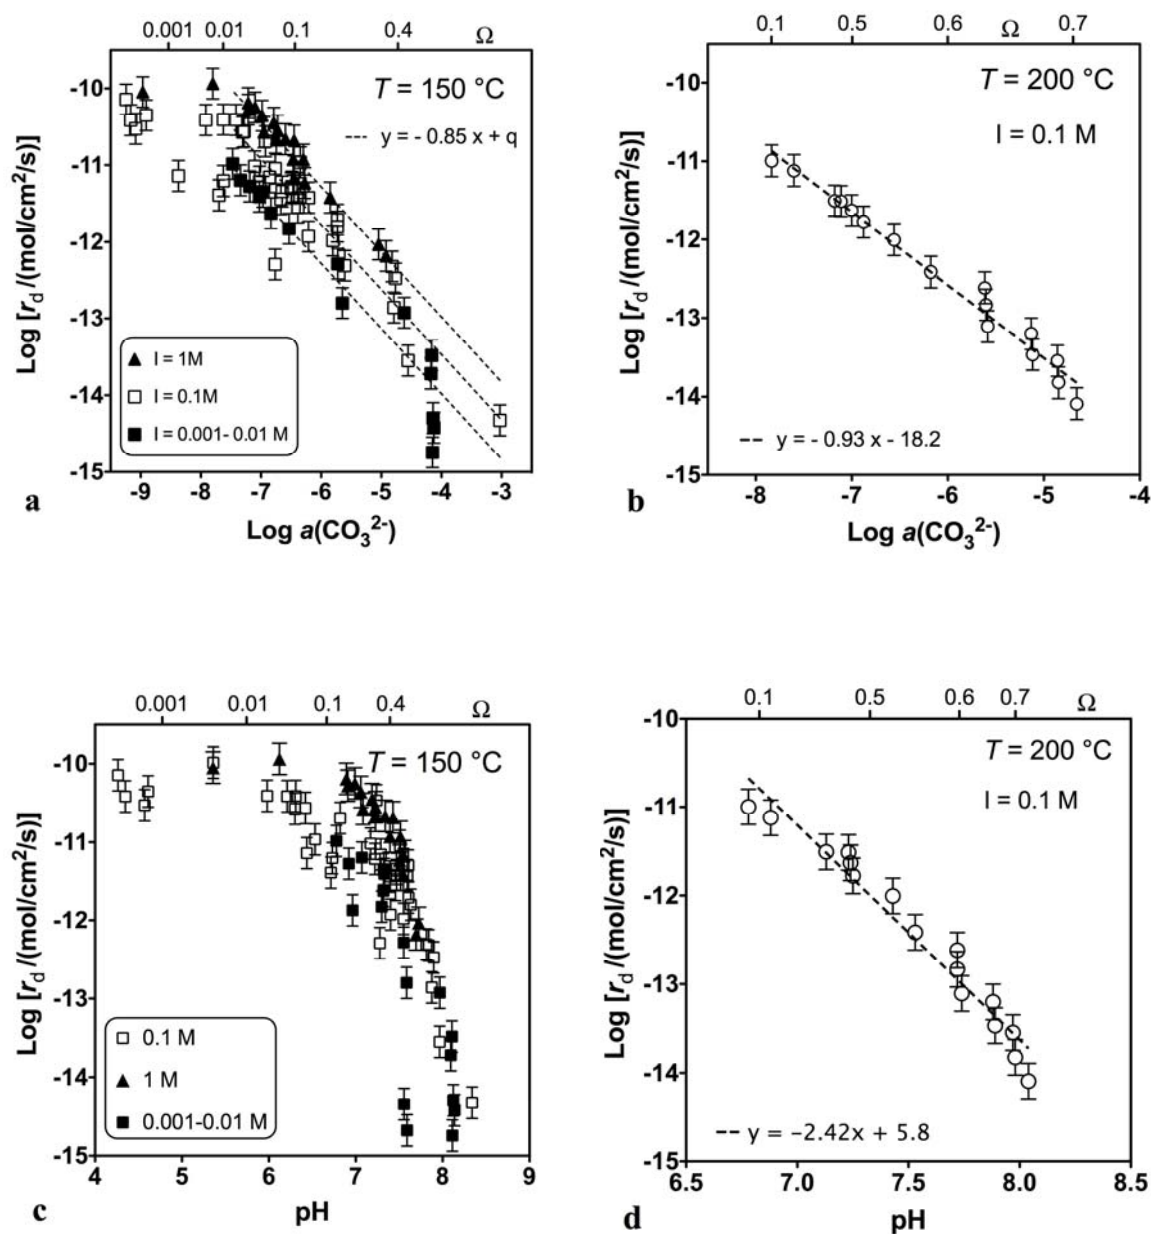 0.001 0.01 0.1 0.4 Ω
-10
-11
-12
-13
-14
-15
Log [rd /(mol/cm²/s)]
T = 150 °C
y = - 0.85 x + q
I = 1M
I = 0.1M
I = 0.001- 0.01 M
-9 -8 -7 -6 -5 -4 -3
Log a(CO₃²⁻)
a
0.1 0.5 0.6 Ω 0.7
-10
-11
-12
-13
-14
-15
Log [rd /(mol/cm²/s)]
T = 200 °C
I = 0.1 M
y = - 0.93 x - 18.2
-8 -7 -6 -5 -4
Log a(CO₃²⁻)
b
0.001 0.01 0.1 0.4 Ω
-10
-11
-12
-13
-14
-15
Log [rd /(mol/cm²/s)]
T = 150 °C
0.1 M
1 M
0.001-0.01 M
4 5 6 7 8 9
pH
c
0.1 0.5 0.6 0.7 Ω
-10
-11
-12
-13
-14
-15
Log [rd /(mol/cm²/s)]
T = 200 °C
I = 0.1 M
y = −2.42x + 5.8
6.5 7.0 7.5 8.0 8.5
pH
d